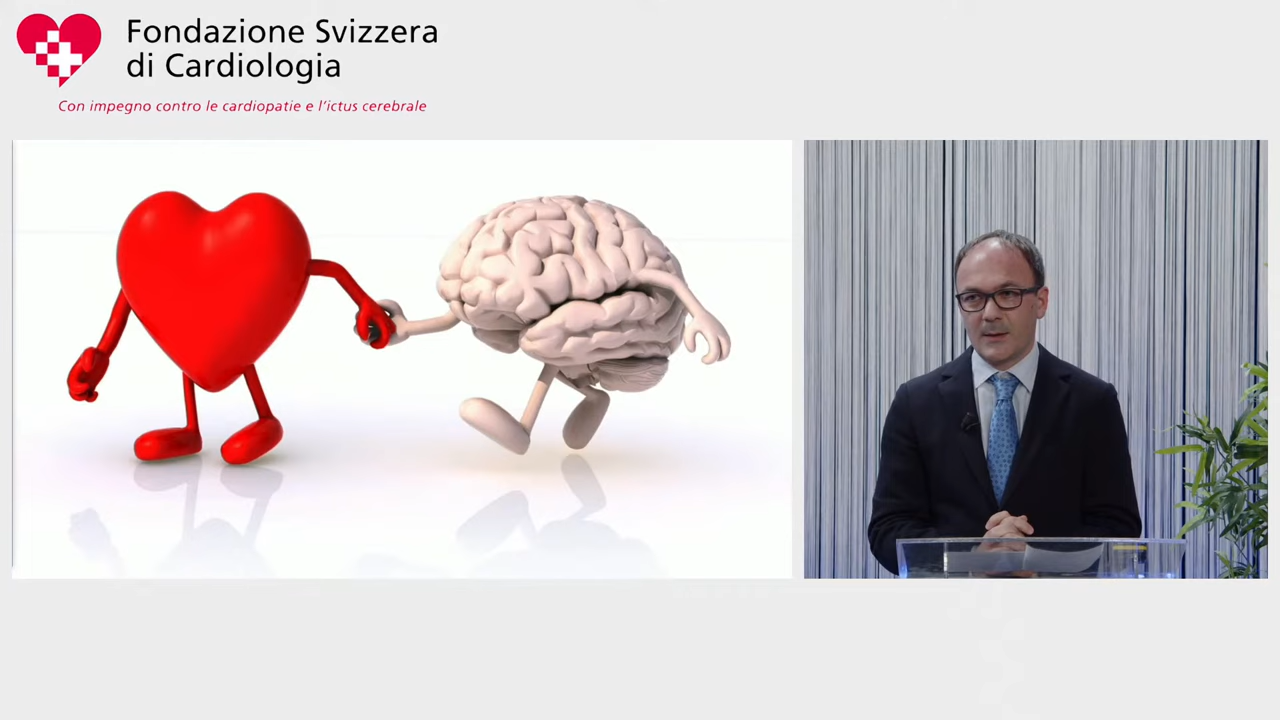 Fondazione Svizzera
di Cardiologia
Con impegno contro le cardiopatie e l'ictus cerebrale